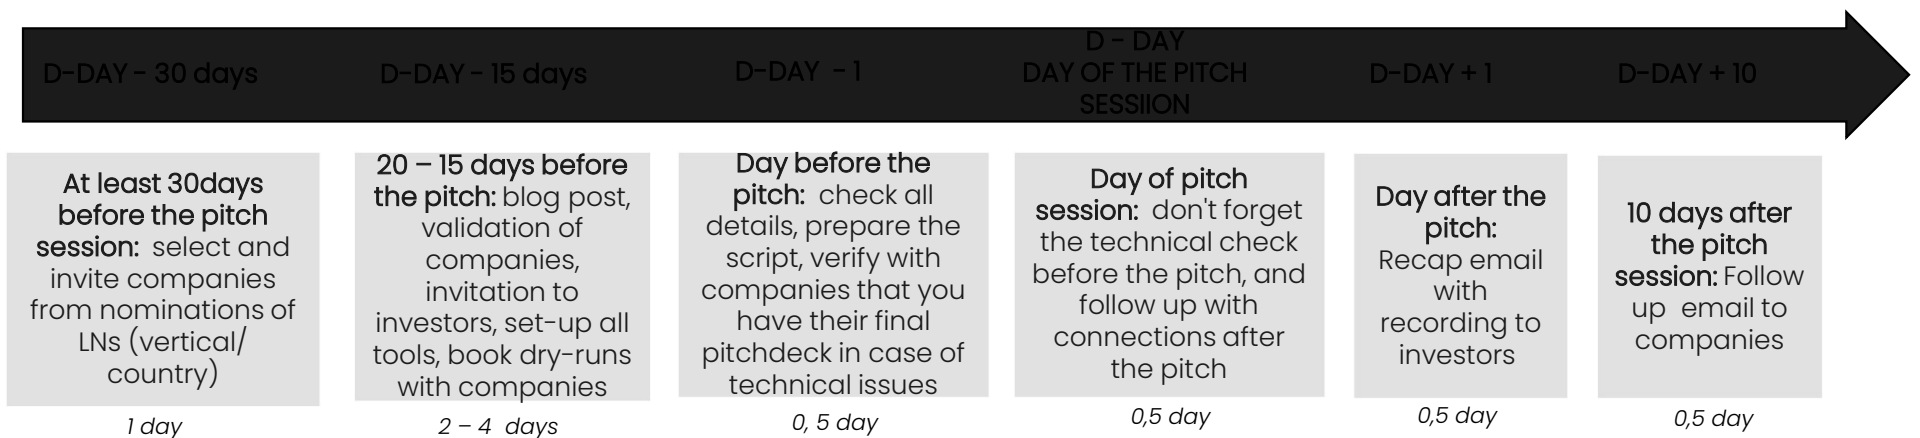 D-DAY - 30 days
D-DAY - 15 days
D-DAY - 1
D - DAY
DAY OF THE PITCH
SESSIION
D-DAY + 1
D-DAY + 10
At least 30days
before the pitch
session: select and
invite companies
from nominations of
LNs (vertical/
country)
1 day
20 – 15 days before
the pitch: blog post,
validation of
companies,
invitation to
investors, set-up all
tools, book dry-runs
with companies
2 – 4 days
Day before the
pitch: check all
details, prepare the
script, verify with
companies that you
have their final
pitchdeck in case of
technical issues
0, 5 day
Day of pitch
session: don't forget
the technical check
before the pitch, and
follow up with
connections after
the pitch
0,5 day
Day after the
pitch:
Recap email
with
recording to
investors
0,5 day
10 days after
the pitch
session: Follow
up email to
companies
0,5 day